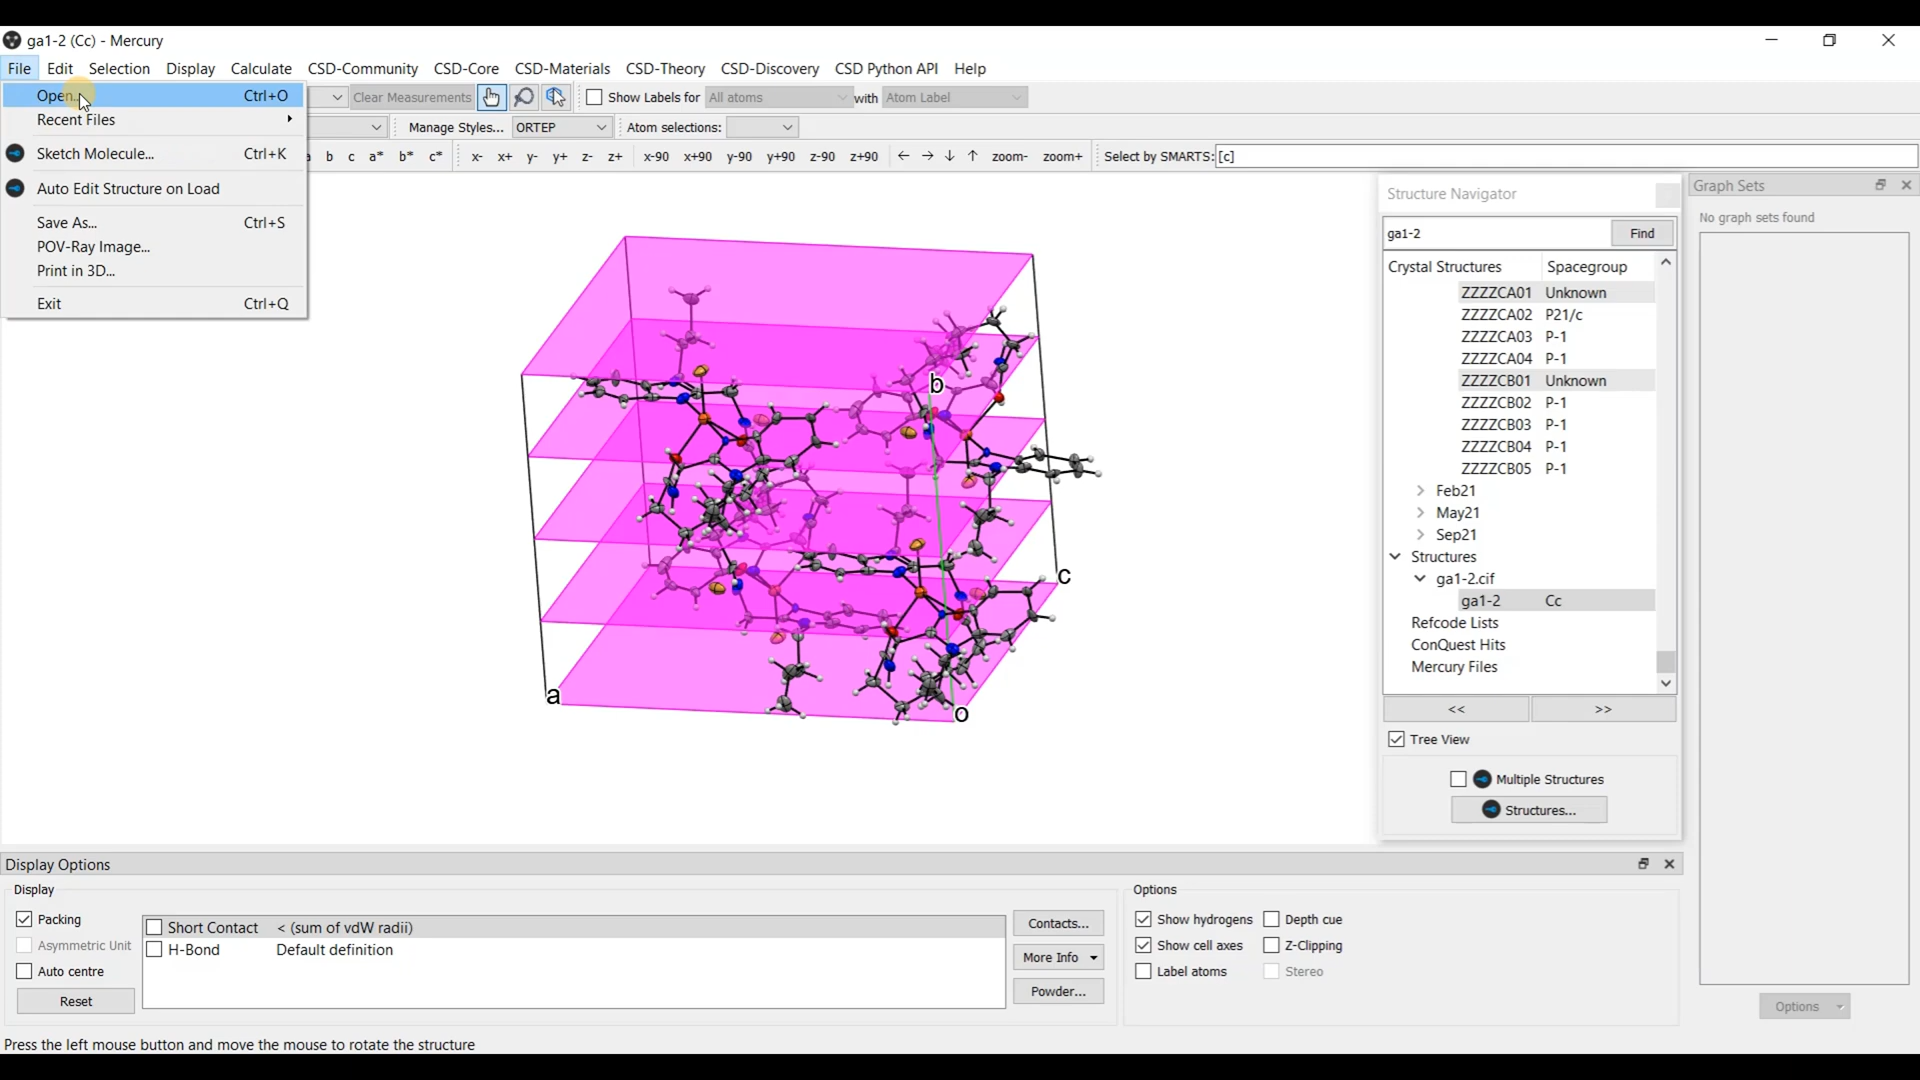 ga1-2 (Cc) - Mercury
File Edit Selection Display Calculate CSD-Community CSD-Core CSD-Materials CSD-Theory CSD-Discovery CSD Python API Help
Open... Ctrl+O
Clear Measurements Show Labels for All atoms with Atom Label
Recent Files
Manage Styles... ORTEP Atom selections:
Sketch Molecule... Ctrl+K
b c a* b* c* x- x+ y- y+ z- z+ x-90 x+90 y-90 y+90 z-90 z+90 ← → ↓ ↑ zoom- zoom+ Select by SMARTS: [c]
Auto Edit Structure on Load
Save As... Ctrl+S
POV-Ray Image...
Print in 3D...
Exit Ctrl+Q
b
c
a
o
Structure Navigator
ga1-2 Find
Crystal Structures Spacegroup
ZZZZCA01 Unknown
ZZZZCA02 P21/c
ZZZZCA03 P-1
ZZZZCA04 P-1
ZZZZCB01 Unknown
ZZZZCB02 P-1
ZZZZCB03 P-1
ZZZZCB04 P-1
ZZZZCB05 P-1
Feb21
May21
Sep21
Structures
ga1-2.cif
ga1-2 Cc
Refcode Lists
ConQuest Hits
Mercury Files
<< >>
Tree View
Multiple Structures
Structures...
Graph Sets
No graph sets found
Options
Display Options
Display
Packing
Asymmetric Unit
Auto centre
Reset
Short Contact < (sum of vdW radii)
H-Bond Default definition
Contacts...
More Info
Powder...
Options
Show hydrogens Depth cue
Show cell axes Z-Clipping
Label atoms Stereo
Press the left mouse button and move the mouse to rotate the structure